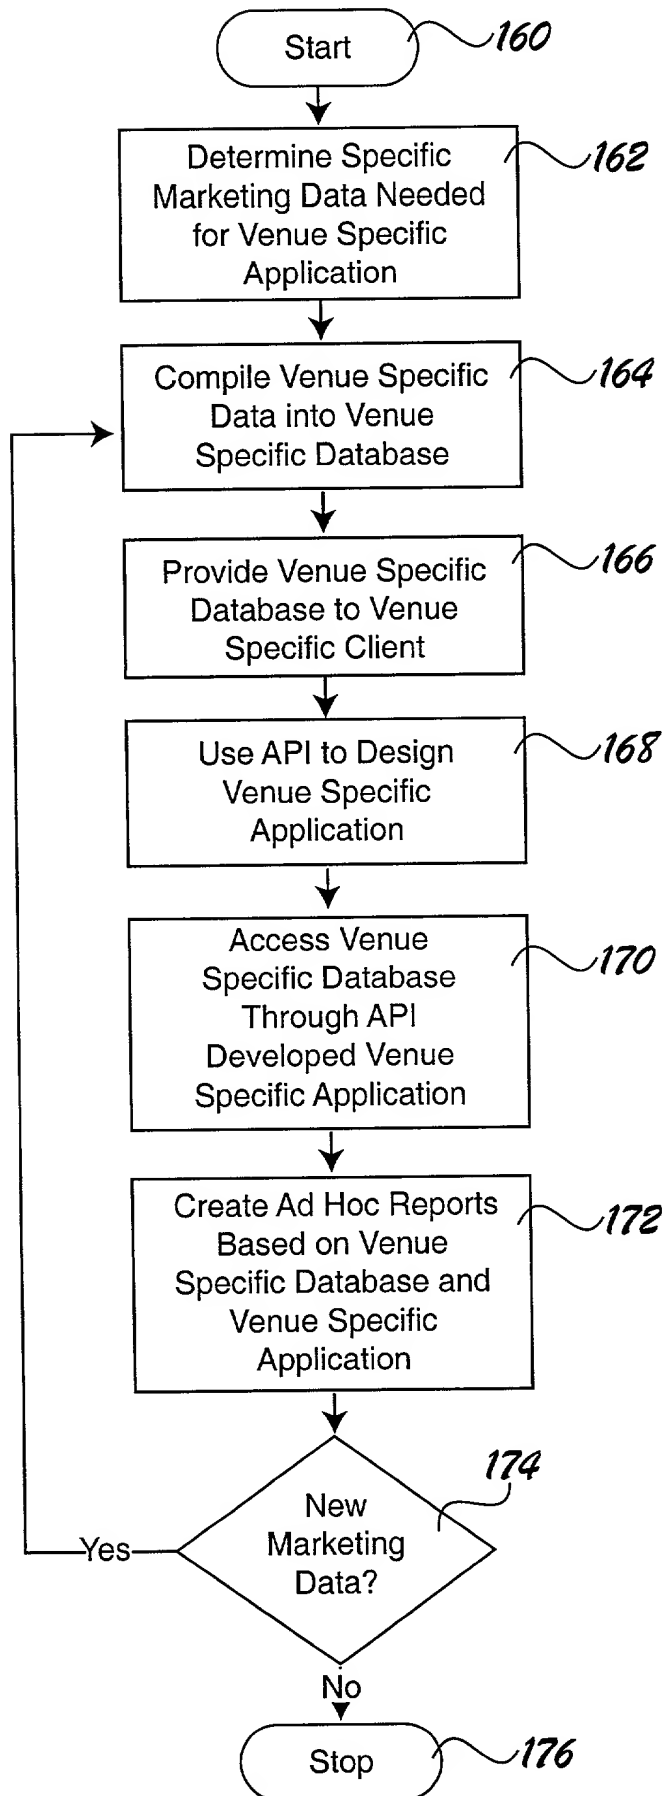 Start
160
Determine Specific
162
Marketing Data Needed
for Venue Specific
Application
Compile Venue Specific
164
Data into Venue
Specific Database
Provide Venue Specific
166
Database to Venue
Specific Client
Use API to Design
168
Venue Specific
Application
Access Venue
170
Specific Database
Through API
Developed Venue
Specific Application
Create Ad Hoc Reports
172
Based on Venue
Specific Database and
Venue Specific
Application
174
New
Marketing
Data?
Yes
No
Stop
176